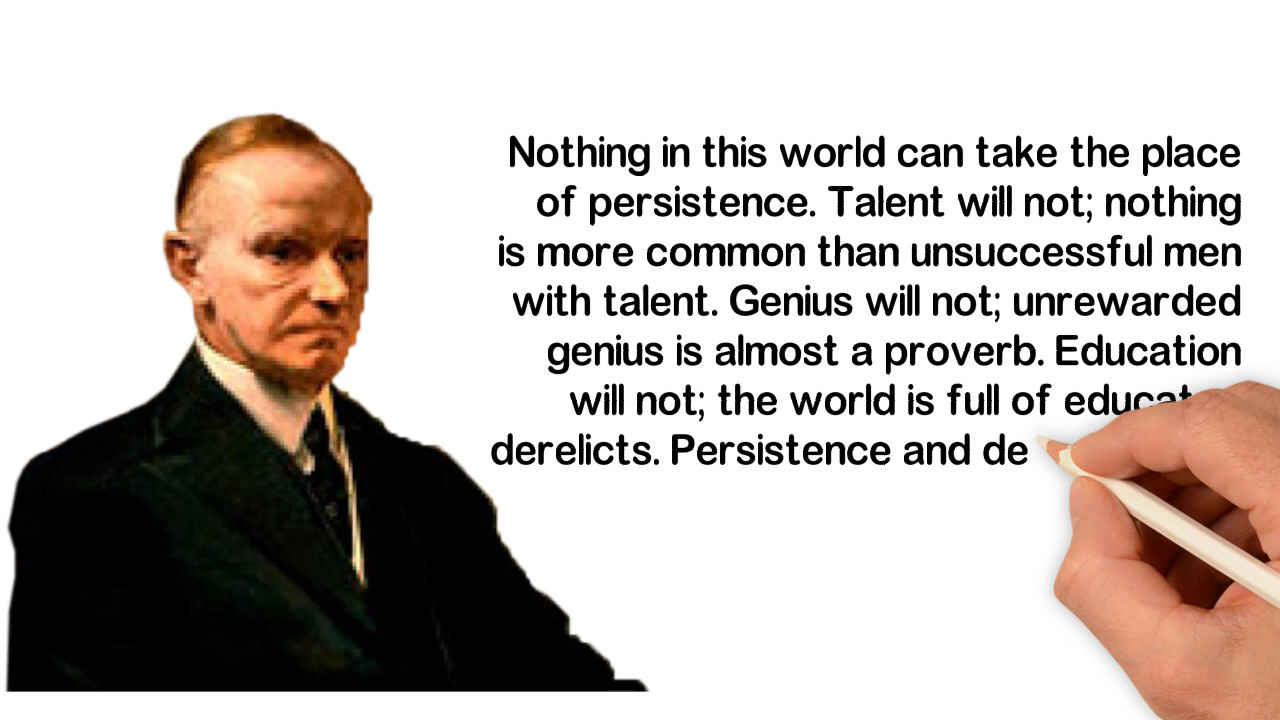 Nothing in this world can take the place
of persistence. Talent will not; nothing
is more common than unsuccessful men
with talent. Genius will not; unrewarded
genius is almost a proverb. Education
will not; the world is full of
derelicts. Persistence and de